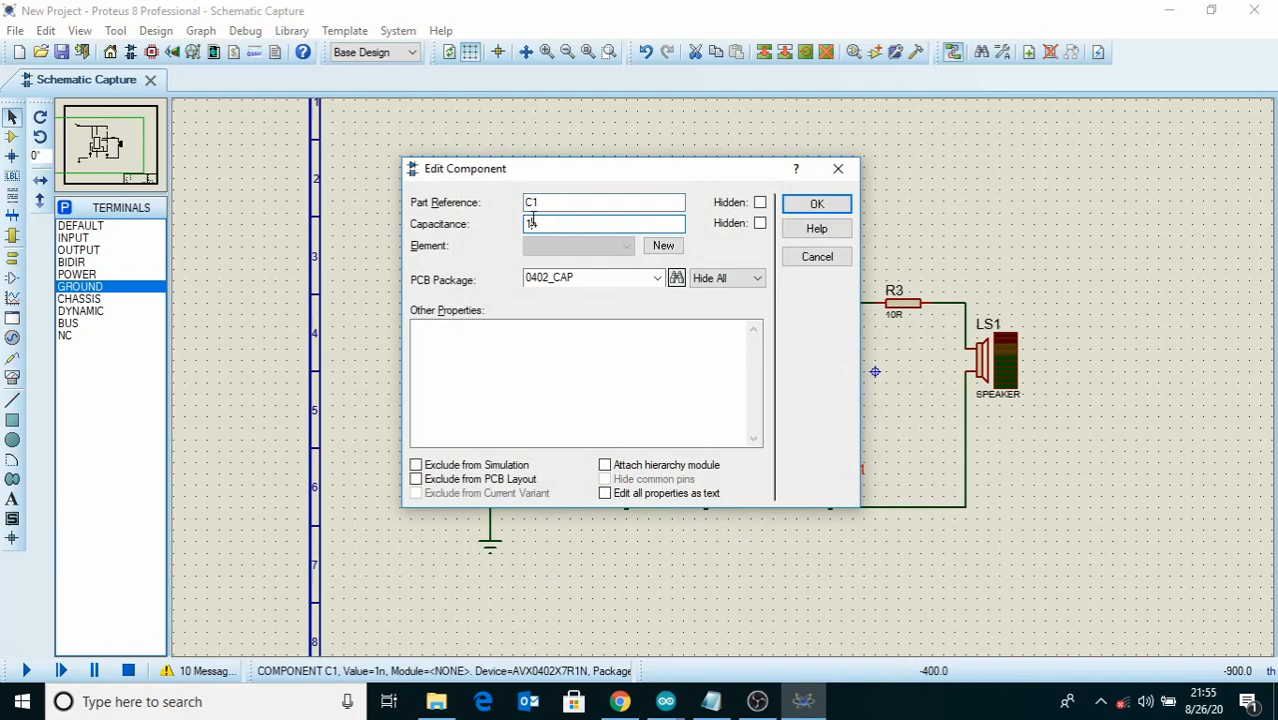 New Project - Proteus 8 Professional - Schematic Capture
File Edit View Tool Design Graph Debug Library Template System Help
Base Design
Schematic Capture
0°
LBL
P TERMINALS
DEFAULT
INPUT
OUTPUT
BIDIR
POWER
GROUND
CHASSIS
DYNAMIC
BUS
NC
1
2
3
4
5
6
7
8
Edit Component
Part Reference: C1 Hidden:
Capacitance: Hidden:
Element: New
PCB Package: 0402_CAP Hide All
Other Properties:
Exclude from Simulation
Exclude from PCB Layout
Exclude from Current Variant
Attach hierarchy module
Hide common pins
Edit all properties as text
OK
Help
Cancel
R3
10R
LS1
SPEAKER
10 Messag...
COMPONENT C1, Value=1n, Module=<NONE>. Device=AVX0402X7R1N, Package
-400.0
-900.0
Type here to search
21:55
8/26/20
1